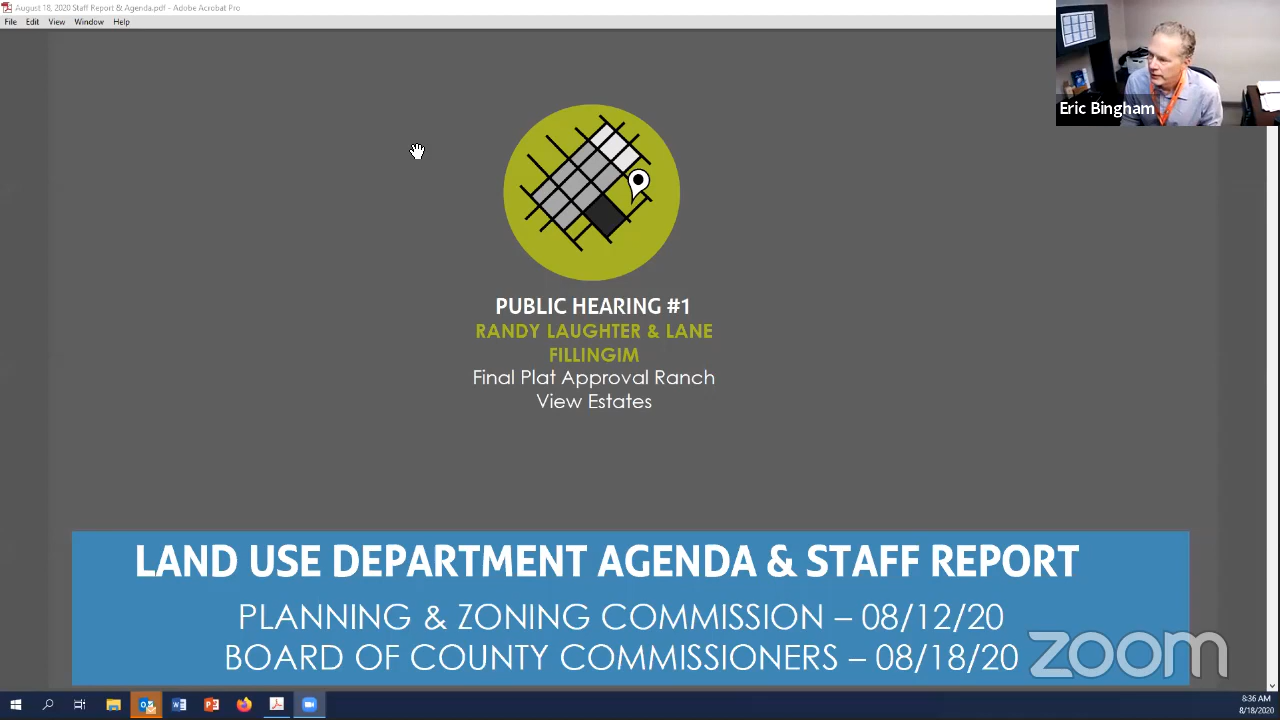 August 18, 2020 Staff Report & Agenda.pdf - Adobe Acrobat Pro
File Edit View Window Help
Eric Bingham
PUBLIC HEARING #1
RANDY LAUGHTER & LANE
FILLINGIM
Final Plat Approval Ranch
View Estates
LAND USE DEPARTMENT AGENDA & STAFF REPORT
PLANNING & ZONING COMMISSION – 08/12/20
BOARD OF COUNTY COMMISSIONERS – 08/18/20
zoom
8:36 AM
8/18/2020